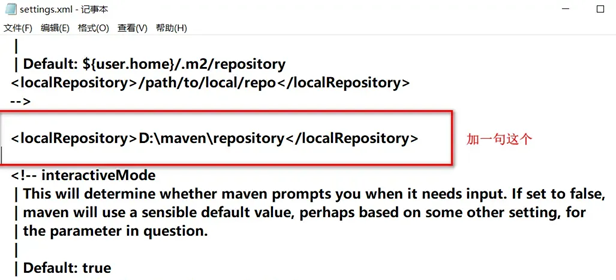 settings.xml - 记事本
文件(F) 编辑(E) 格式(O) 查看(V) 帮助(H)
|
| Default: ${user.home}/.m2/repository
<localRepository>/path/to/local/repo</localRepository>
-->
<localRepository>D:\maven\repository</localRepository>
加一句这个
<!-- interactiveMode
| This will determine whether maven prompts you when it needs input. If set to false,
| maven will use a sensible default value, perhaps based on some other setting, for
| the parameter in question.
|
| Default: true